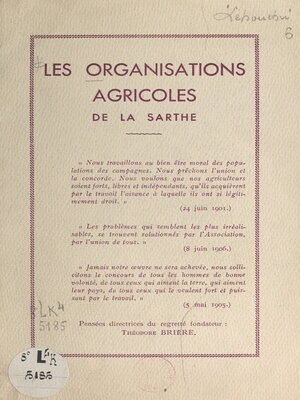 6
LES ORGANISATIONS
AGRICOLES
DE LA SARTHE
« Nous travaillons au bien être moral des popu-
lations des campagnes. Nous prêchons l'union et
la concorde. Nous voulons que nos agriculteurs
soient forts, libres et indépendants, qu'ils acquièrent
par le travail l'aisance à laquelle ils ont si légiti-
mement droit. »
(24 juin 1901.)
« Les problèmes qui semblent les plus irréali-
sables, se trouvent solutionnés par l'Association,
par l'union de tout. »
(8 juin 1906.)
« Jamais notre œuvre ne sera achevée, nous solli-
citons le concours de tous les hommes de bonne
volonté, de tous ceux qui aiment la terre, qui aiment
leur pays, de tous ceux qui le veulent fort et puis-
sant par le travail. »
(5 mai 1905.)
Pensées directrices du regretté fondateur :
THÉODORE BRIÈRE.
8° LK4
5185
8° LK4
5185